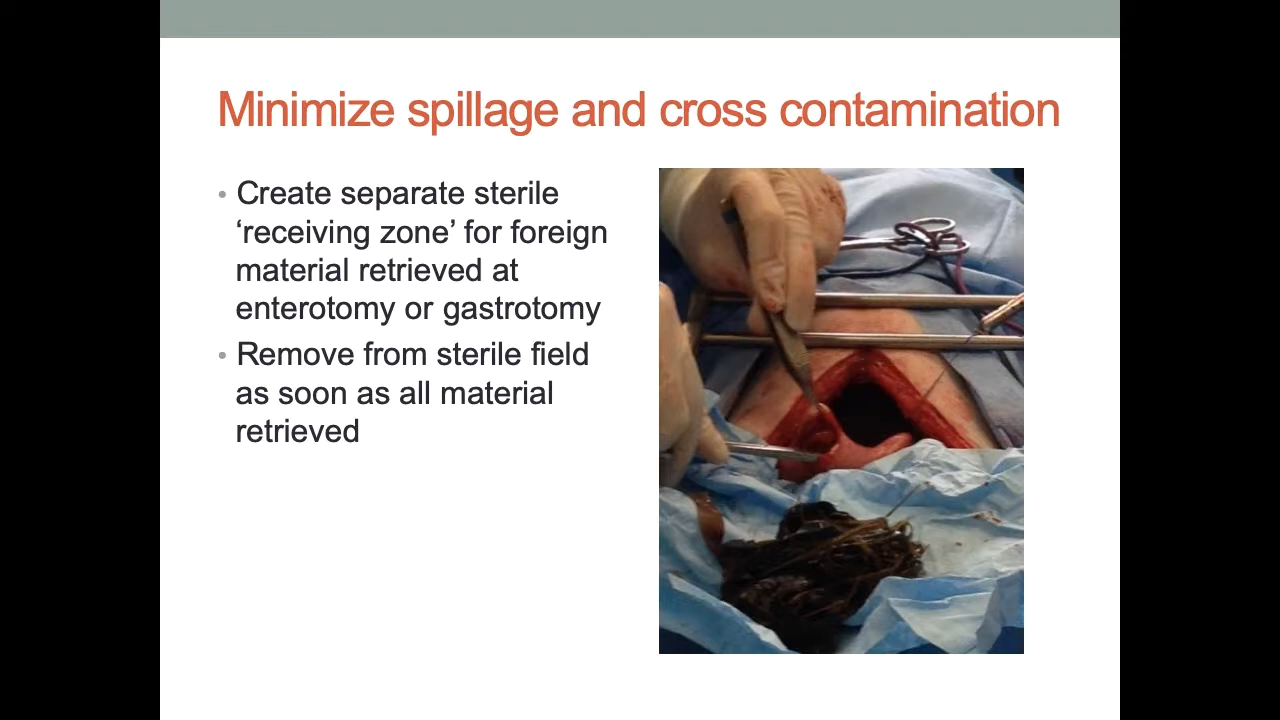 Minimize spillage and cross contamination
• Create separate sterile
‘receiving zone’ for foreign
material retrieved at
enterotomy or gastrotomy
• Remove from sterile field
as soon as all material
retrieved